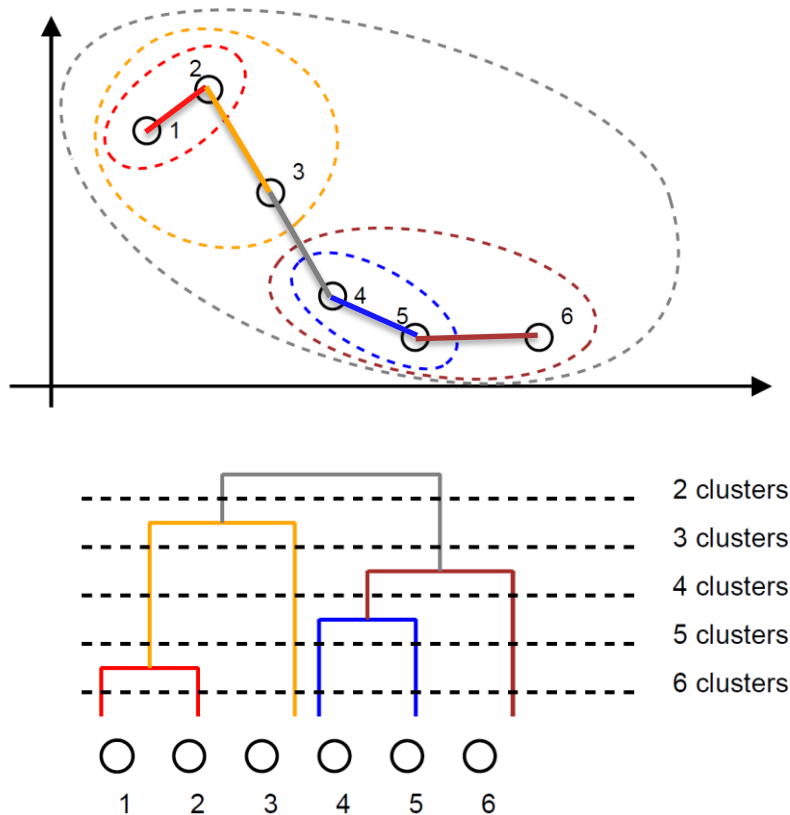 2
1
3
4
5
6
2 clusters
3 clusters
4 clusters
5 clusters
6 clusters
1 2 3 4 5 6